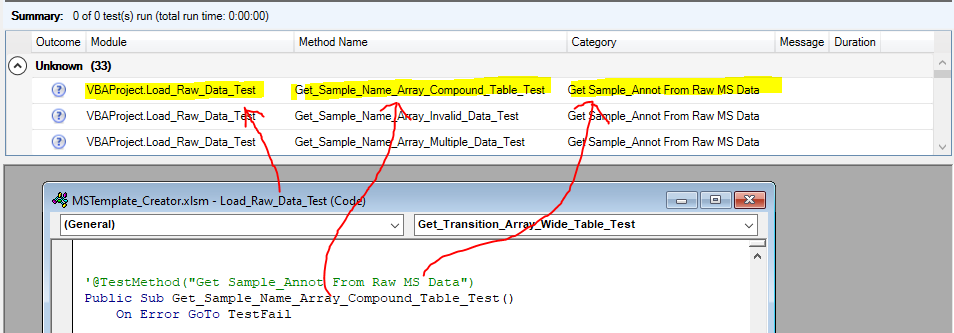 Summary: 0 of 0 test(s) run (total run time: 0:00:00)
Outcome Module Method Name Category Message Duration
Unknown (33)
VBAProject.Load_Raw_Data_Test Get_Sample_Name_Array_Compound_Table_Test Get Sample_Annot From Raw MS Data
VBAProject.Load_Raw_Data_Test Get_Sample_Name_Array_Invalid_Data_Test Get Sample_Annot From Raw MS Data
VBAProject.Load_Raw_Data_Test Get_Sample_Name_Array_Multiple_Data_Test Get Sample_Annot From Raw MS Data
MSTemplate_Creator.xlsm - Load_Raw_Data_Test (Code)
(General) Get_Transition_Array_Wide_Table_Test
'@TestMethod("Get Sample_Annot From Raw MS Data")
Public Sub Get_Sample_Name_Array_Compound_Table_Test()
On Error GoTo TestFail